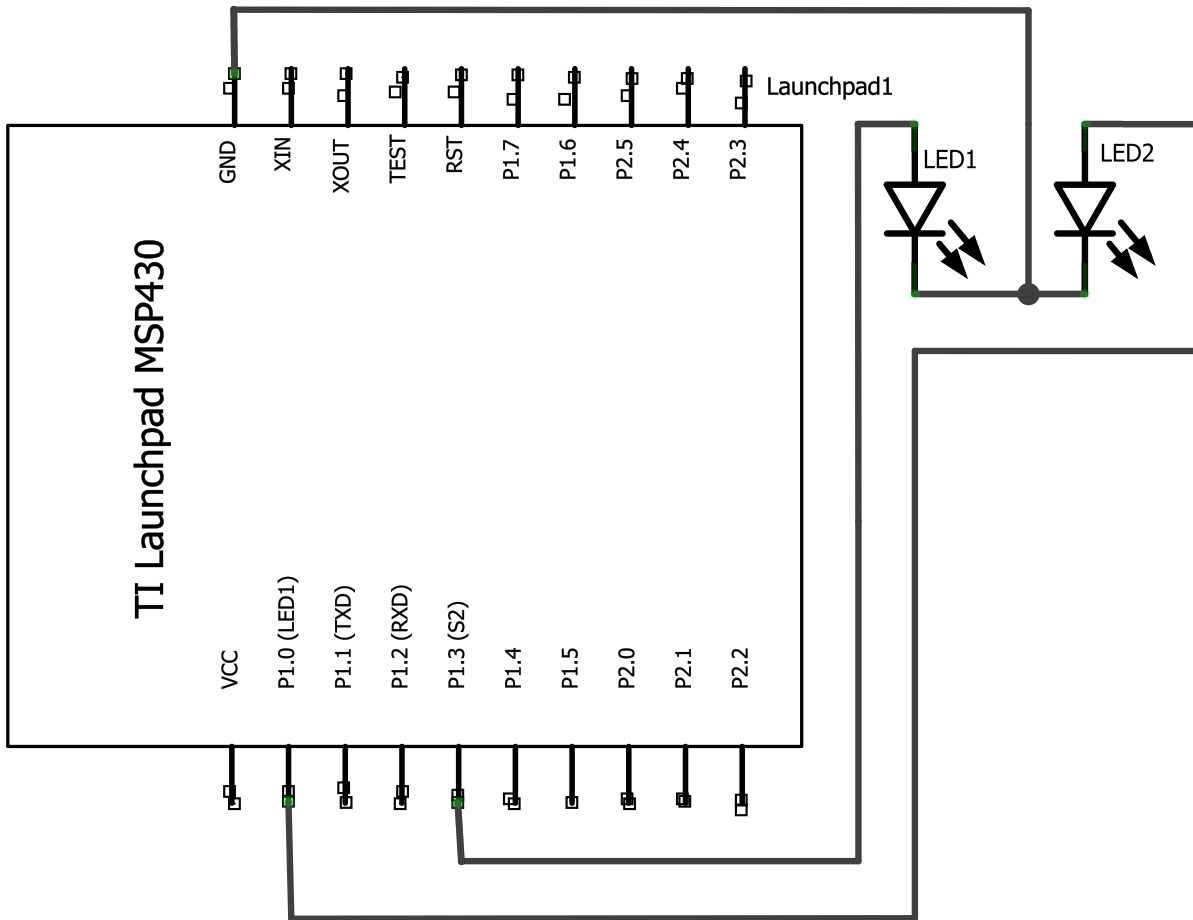 Launchpad1
GND
XIN
XOUT
TEST
RST
P1.7
P1.6
P2.5
P2.4
P2.3
LED1
LED2
TI Launchpad MSP430
VCC
P1.0 (LED1)
P1.1 (TXD)
P1.2 (RXD)
P1.3 (S2)
P1.4
P1.5
P2.0
P2.1
P2.2